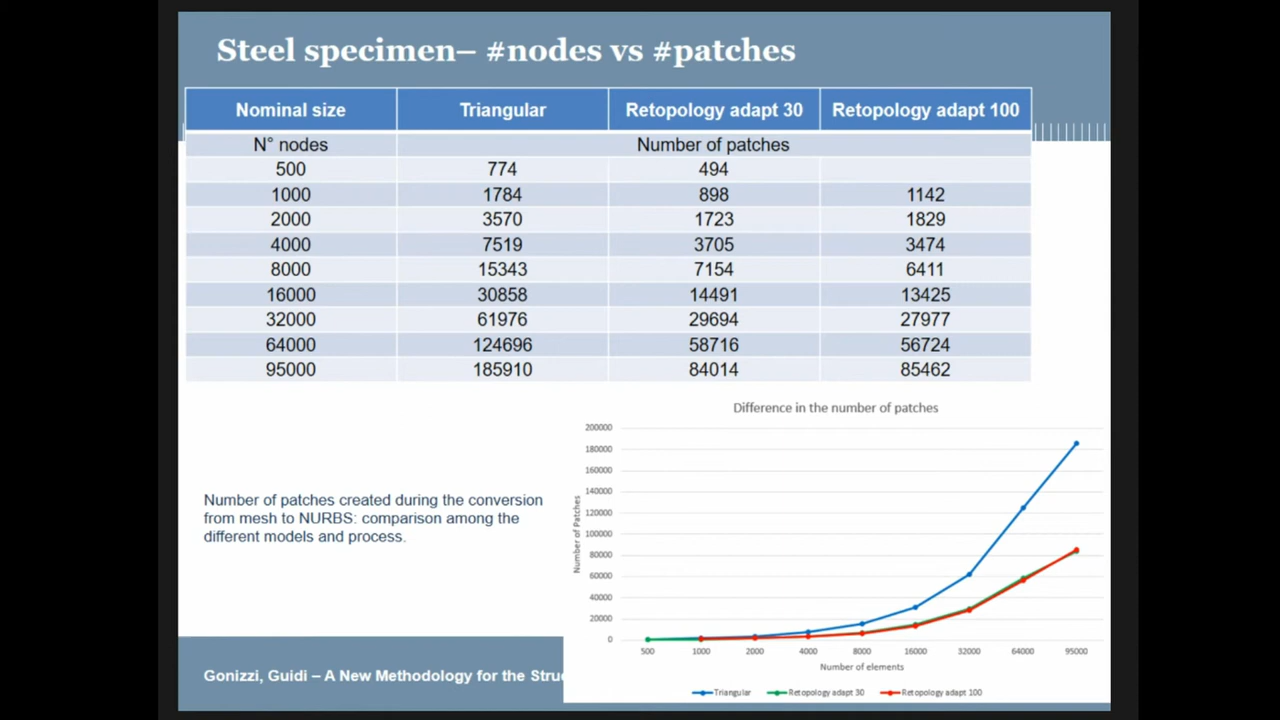 Steel specimen– #nodes vs #patches
Nominal size Triangular Retopology adapt 30 Retopology adapt 100
N° nodes Number of patches
500 774 494
1000 1784 898 1142
2000 3570 1723 1829
4000 7519 3705 3474
8000 15343 7154 6411
16000 30858 14491 13425
32000 61976 29694 27977
64000 124696 58716 56724
95000 185910 84014 85462
Number of patches created during the conversion
from mesh to NURBS: comparison among the
different models and process.
Difference in the number of patches
Number of Patches
200000
180000
160000
140000
120000
100000
80000
60000
40000
20000
0
500 1000 2000 4000 8000 16000 32000 64000 95000
Number of elements
Triangular Retopology adapt 30 Retopology adapt 100
Gonizzi, Guidi – A New Methodology for the Stru